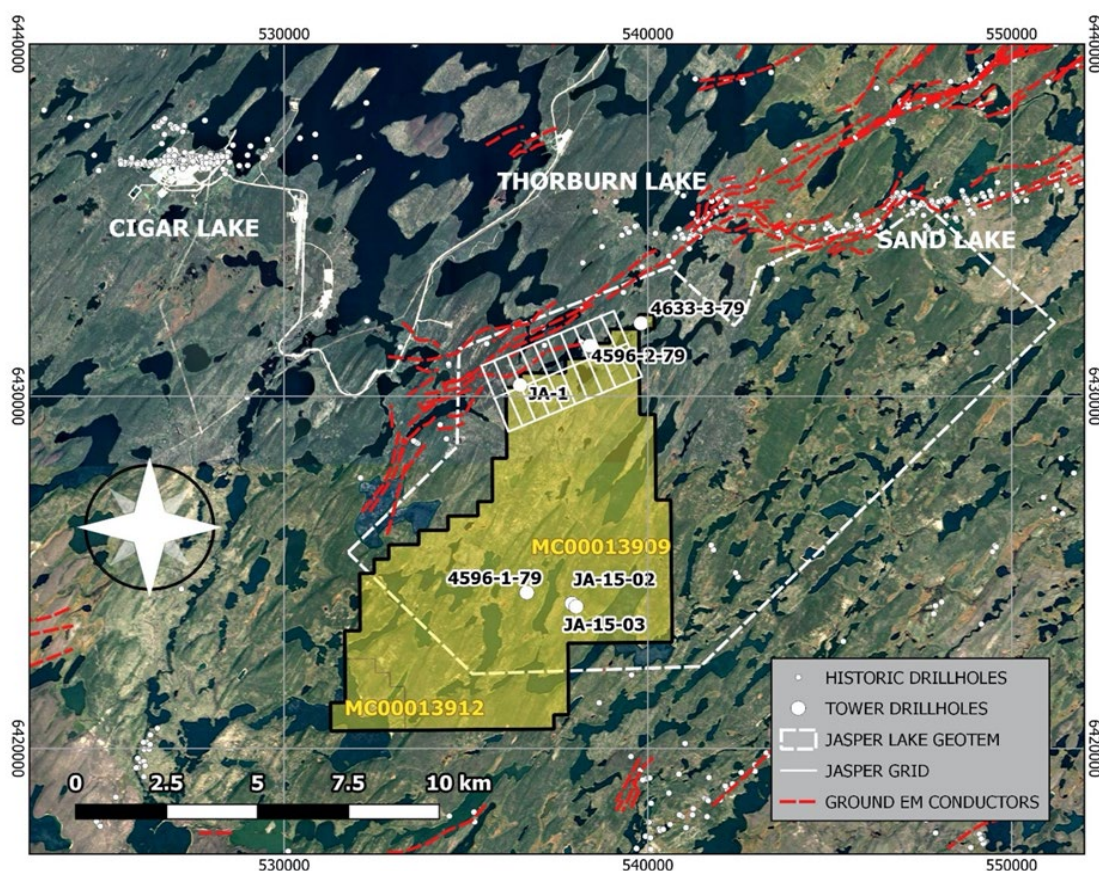 530000
540000
550000
6440000
6440000
THORBURN LAKE
CIGAR LAKE
SAND LAKE
4633-3-79
4596-2-79
JA-1
6430000
6430000
MC00013909
4596-1-79
JA-15-02
JA-15-03
MC00013912
HISTORIC DRILLHOLES
TOWER DRILLHOLES
JASPER LAKE GEOTEM
JASPER GRID
GROUND EM CONDUCTORS
6420000
6420000
0 2.5 5 7.5 10 km
530000
540000
550000